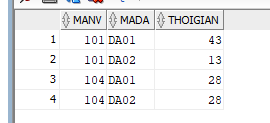 MANV MADA THOIGIAN
1 101 DA01 43
2 101 DA02 13
3 104 DA01 28
4 104 DA02 28